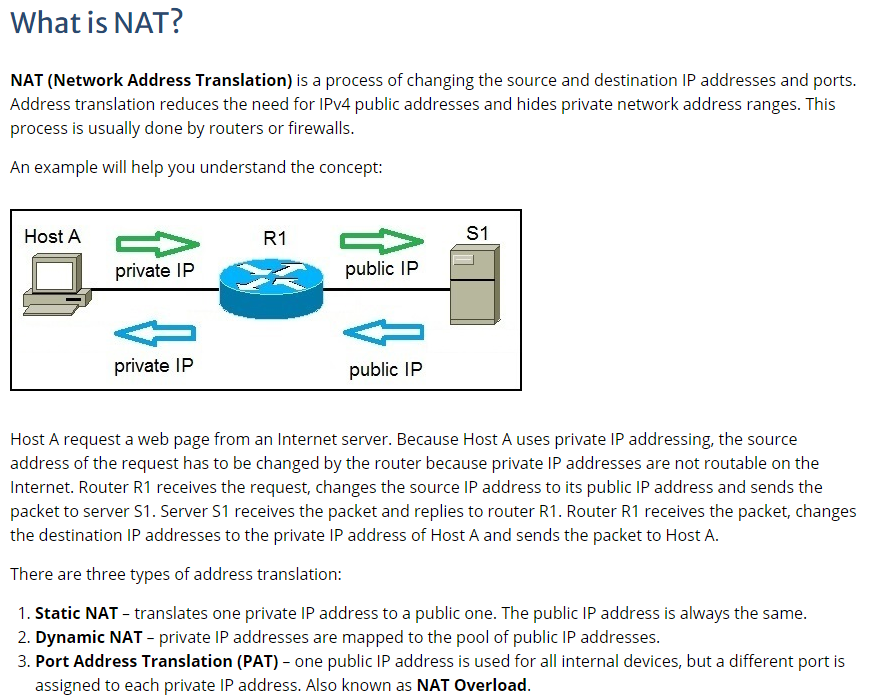 What is NAT?
NAT (Network Address Translation) is a process of changing the source and destination IP addresses and ports.
Address translation reduces the need for IPv4 public addresses and hides private network address ranges. This
process is usually done by routers or firewalls.
An example will help you understand the concept:
Host A
R1
S1
private IP
public IP
private IP
public IP
Host A request a web page from an Internet server. Because Host A uses private IP addressing, the source
address of the request has to be changed by the router because private IP addresses are not routable on the
Internet. Router R1 receives the request, changes the source IP address to its public IP address and sends the
packet to server S1. Server S1 receives the packet and replies to router R1. Router R1 receives the packet, changes
the destination IP addresses to the private IP address of Host A and sends the packet to Host A.
There are three types of address translation:
1. Static NAT – translates one private IP address to a public one. The public IP address is always the same.
2. Dynamic NAT – private IP addresses are mapped to the pool of public IP addresses.
3. Port Address Translation (PAT) – one public IP address is used for all internal devices, but a different port is
assigned to each private IP address. Also known as NAT Overload.